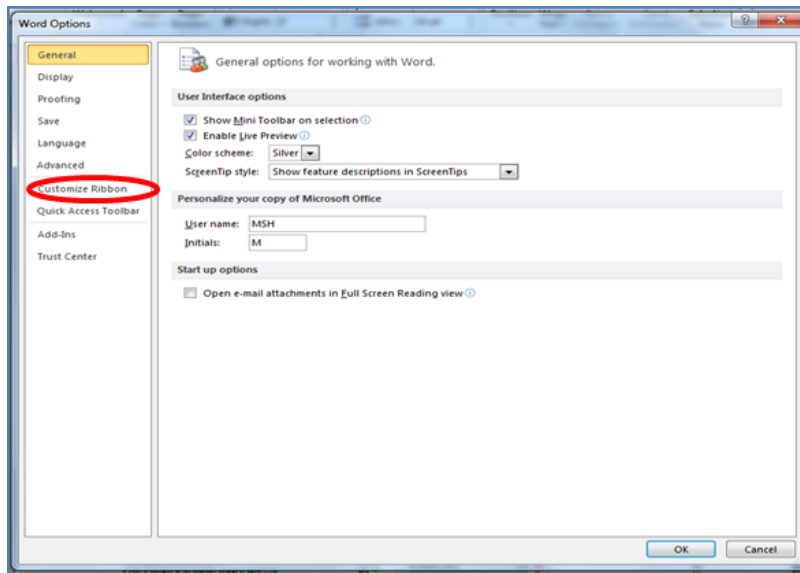 Word Options
General
Display
Proofing
Save
Language
Advanced
Customize Ribbon
Quick Access Toolbar
Add-Ins
Trust Center
General options for working with Word.
User Interface options
Show Mini Toolbar on selection
Enable Live Preview
Color scheme: Silver
ScreenTip style: Show feature descriptions in ScreenTips
Personalize your copy of Microsoft Office
User name: MSH
Initials: M
Start up options
Open e-mail attachments in Full Screen Reading view
OK Cancel